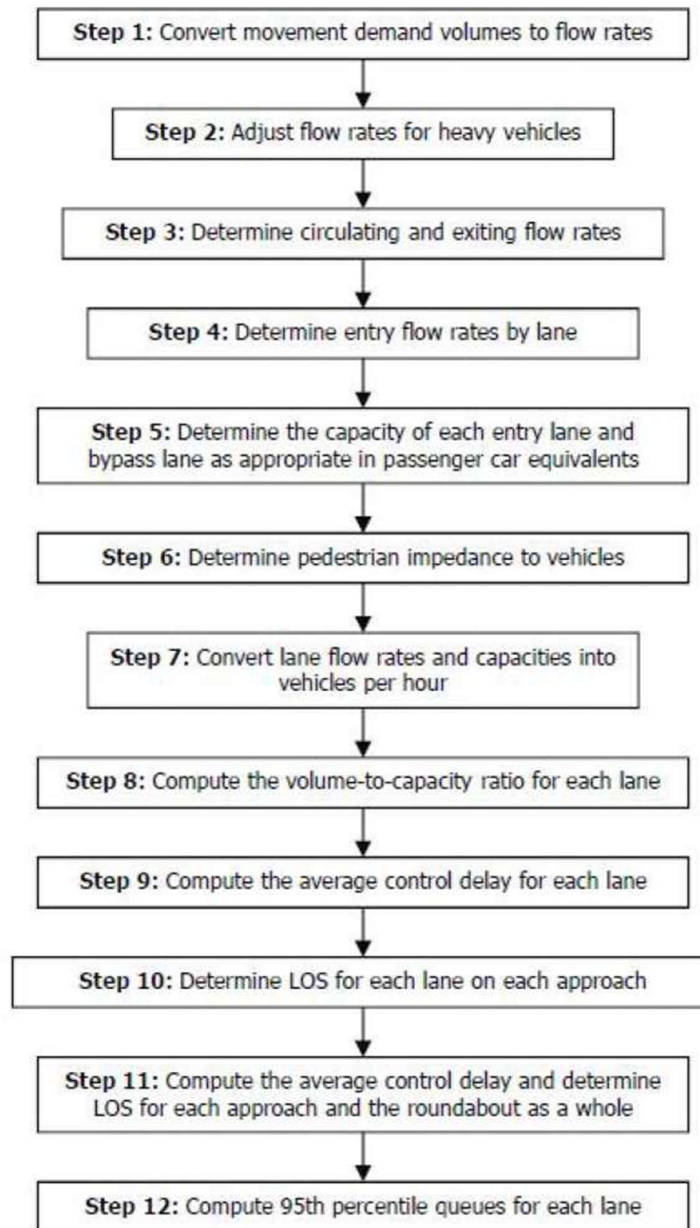 Step 1: Convert movement demand volumes to flow rates
Step 2: Adjust flow rates for heavy vehicles
Step 3: Determine circulating and exiting flow rates
Step 4: Determine entry flow rates by lane
Step 5: Determine the capacity of each entry lane and
bypass lane as appropriate in passenger car equivalents
Step 6: Determine pedestrian impedance to vehicles
Step 7: Convert lane flow rates and capacities into
vehicles per hour
Step 8: Compute the volume-to-capacity ratio for each lane
Step 9: Compute the average control delay for each lane
Step 10: Determine LOS for each lane on each approach
Step 11: Compute the average control delay and determine
LOS for each approach and the roundabout as a whole
Step 12: Compute 95th percentile queues for each lane